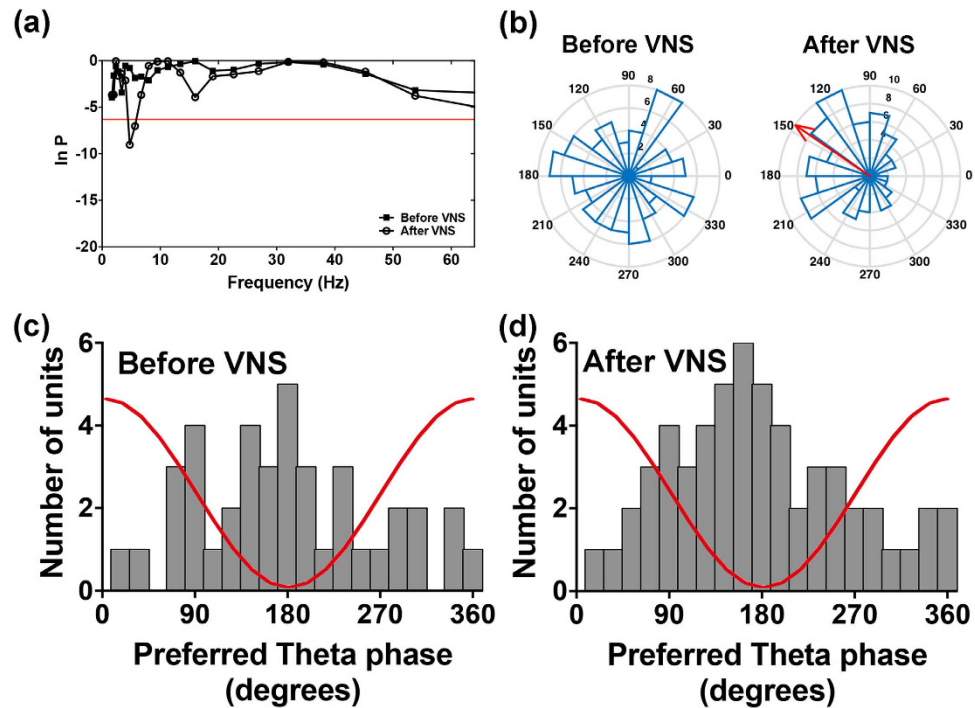 (a)
0
-5
-10
-15
-20
ln P
Before VNS
After VNS
0 10 20 30 40 50 60
Frequency (Hz)
(b)
Before VNS
90
120 60
150 30
180 0
210 330
240 300
270
8
6
4
2
After VNS
90
120 60
150 30
180 0
210 330
240 300
270
10
8
6
4
(c)
Before VNS
6
4
2
0
Number of units
0 90 180 270 360
Preferred Theta phase
(degrees)
(d)
After VNS
6
4
2
0
Number of units
0 90 180 270 360
Preferred Theta phase
(degrees)